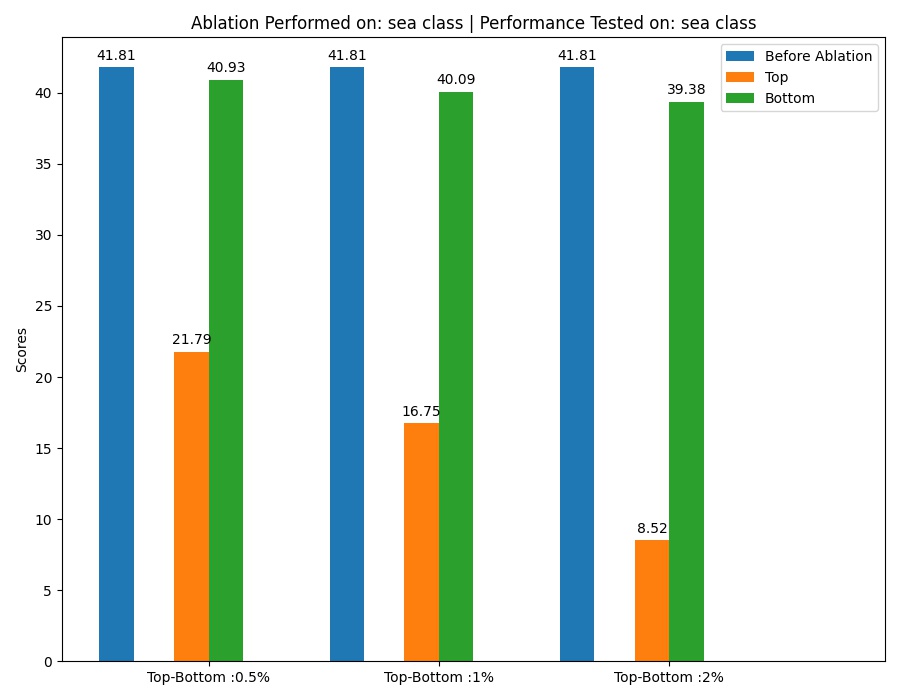 Ablation Performed on: sea class | Performance Tested on: sea class
41.81
40.93
41.81
40.09
41.81
39.38
Before Ablation
Top
Bottom
21.79
16.75
8.52
Scores
40
35
30
25
20
15
10
5
0
Top-Bottom :0.5%
Top-Bottom :1%
Top-Bottom :2%